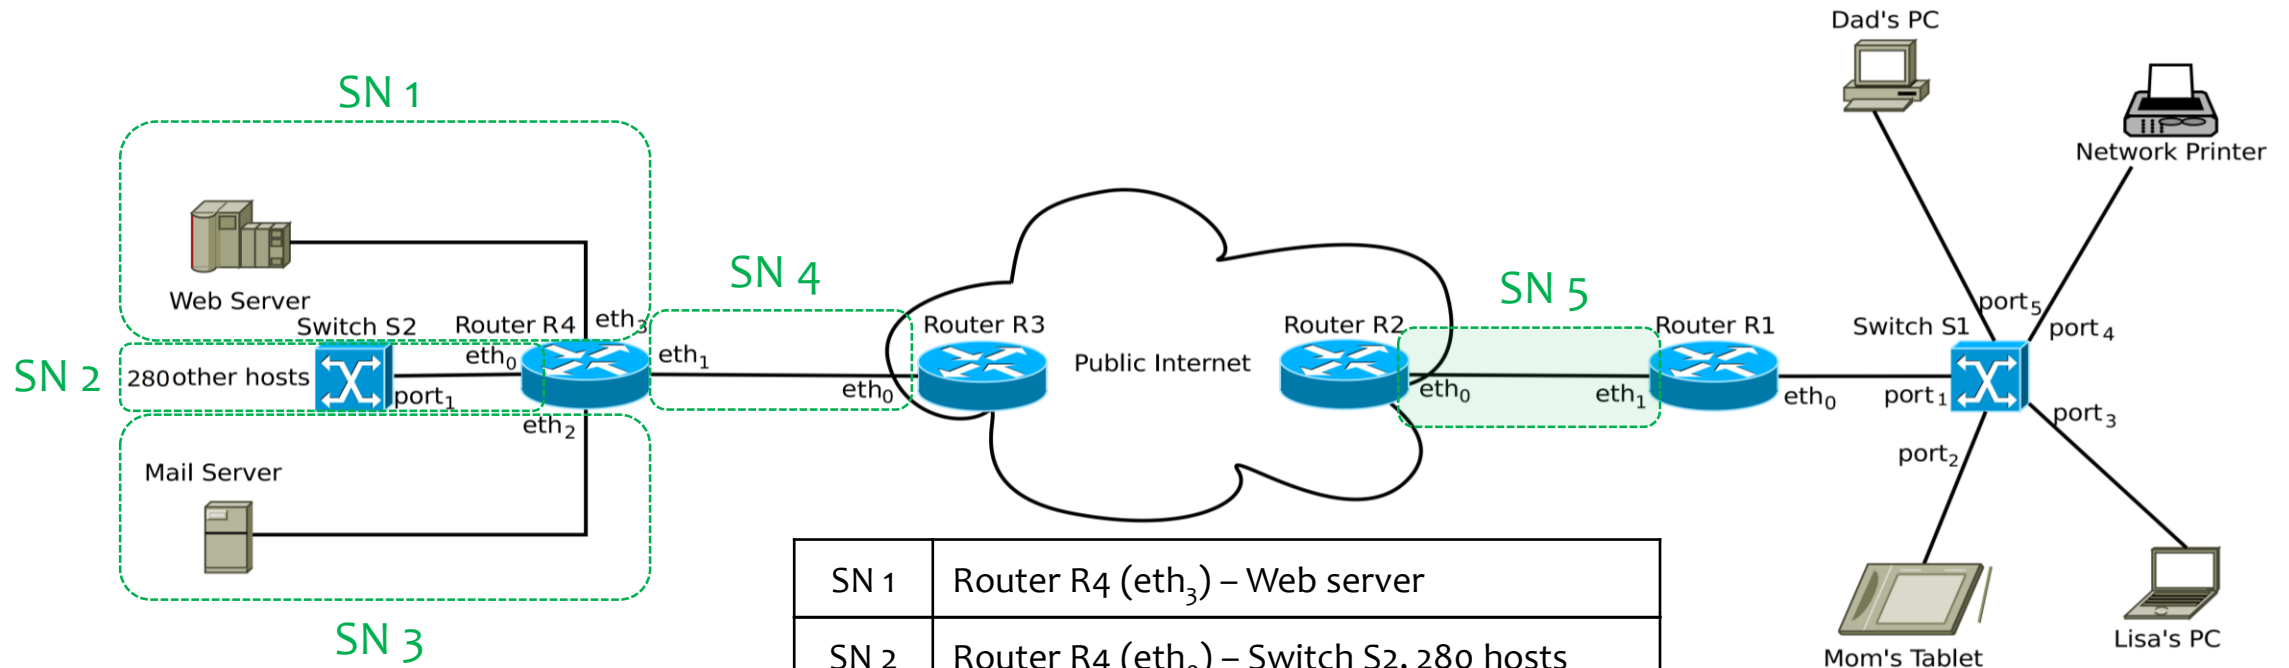 Dad's PC
Network Printer
SN 1
Web Server
Switch S2
Router R4
eth₃
SN 2
280 other hosts
port₁
eth₀
eth₂
Mail Server
SN 3
SN 4
eth₁
eth₀
Router R3
Public Internet
Router R2
SN 5
eth₀
eth₁
Router R1
eth₀
Switch S1
port₁
port₅
port₄
port₃
port₂
Mom's Tablet
Lisa's PC
SN 1 Router R4 (eth₃) – Web server
SN 2 Router R4 (eth₀) – Switch S2, 280 hosts